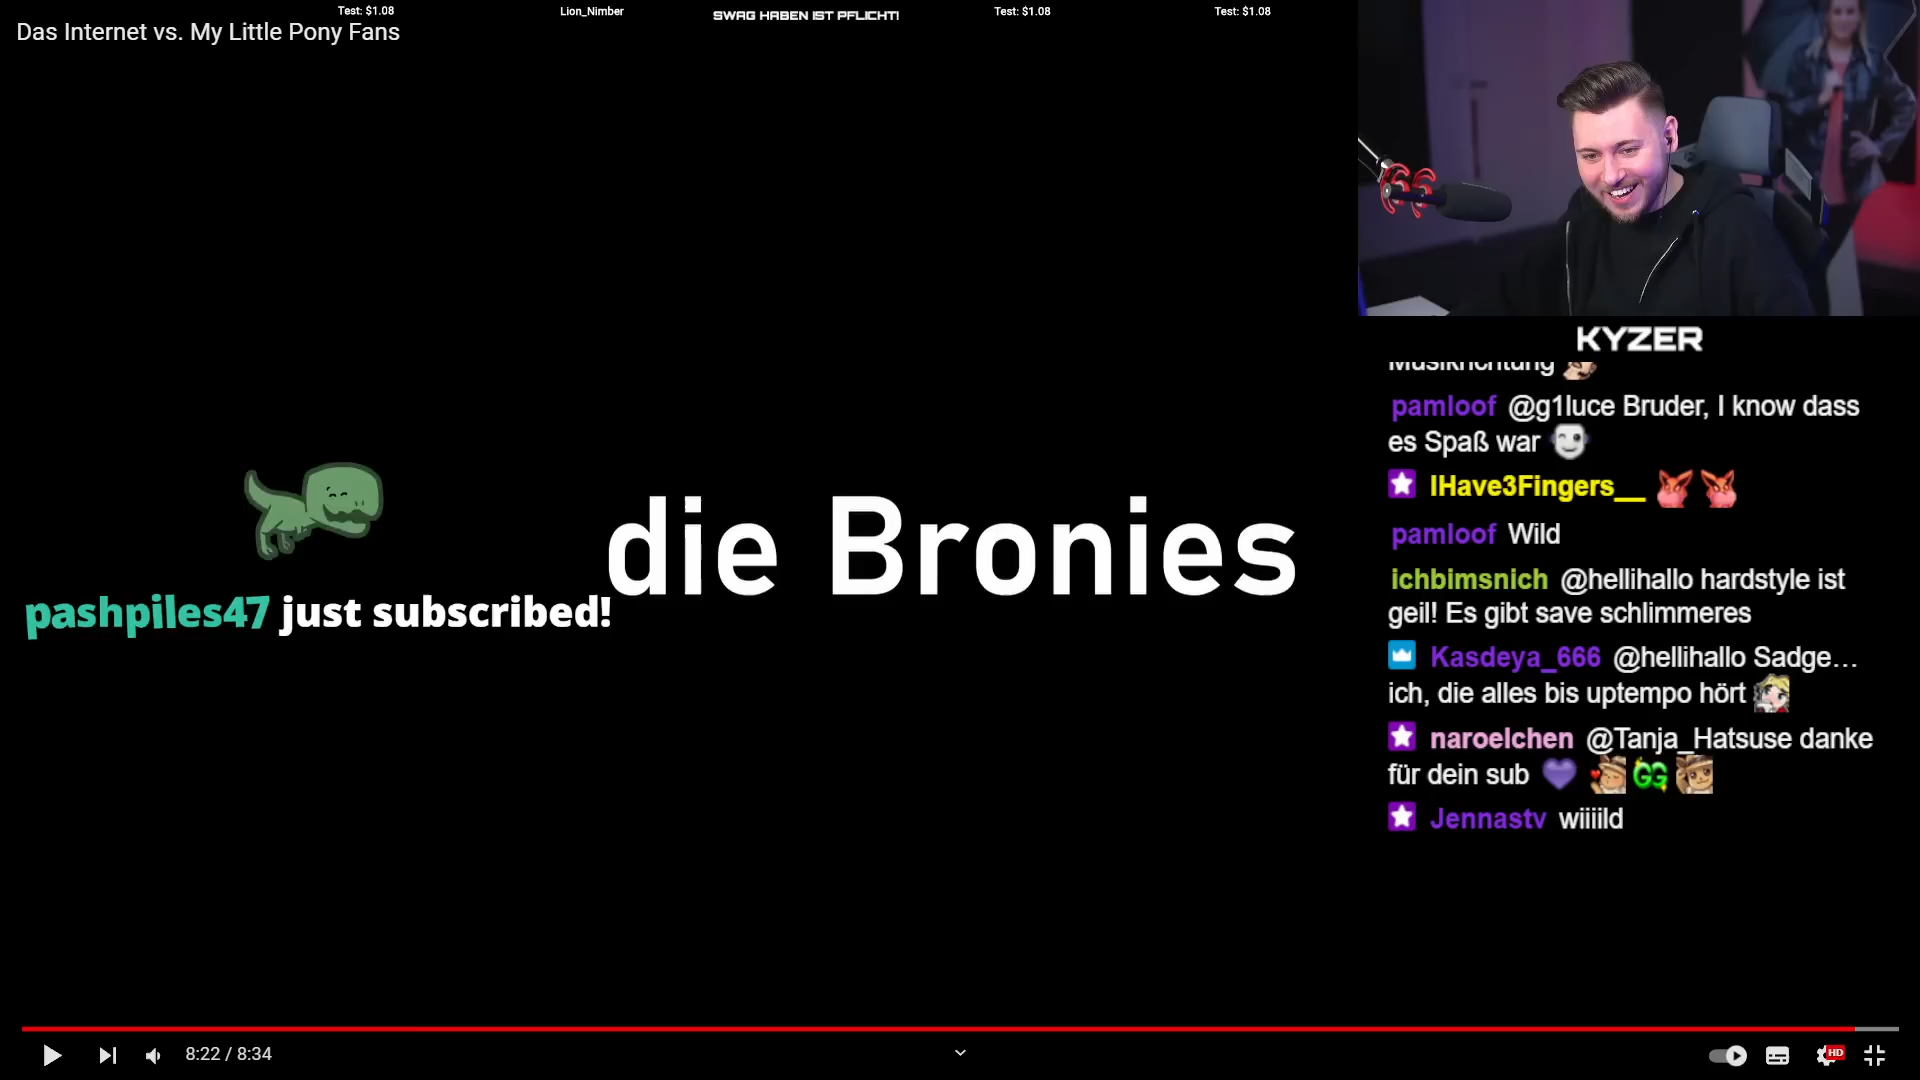 Test: $1.08
Lion_Nimber
SWAG HABEN IST PFLICHT!
Test: $1.08
Test: $1.08
Das Internet vs. My Little Pony Fans
KYZER
Musikrichtung
pamloof @g1luce Bruder, I know dass
es Spaß war
IHave3Fingers__
pamloof Wild
ichbimsnich @hellihallo hardstyle ist
geil! Es gibt save schlimmeres
Kasdeya_666 @hellihallo Sadge…
ich, die alles bis uptempo hört
naroelchen @Tanja_Hatsuse danke
für dein sub GG
Jennastv wiiiild
die Bronies
pashpiles47 just subscribed!
8:22 / 8:34
HD